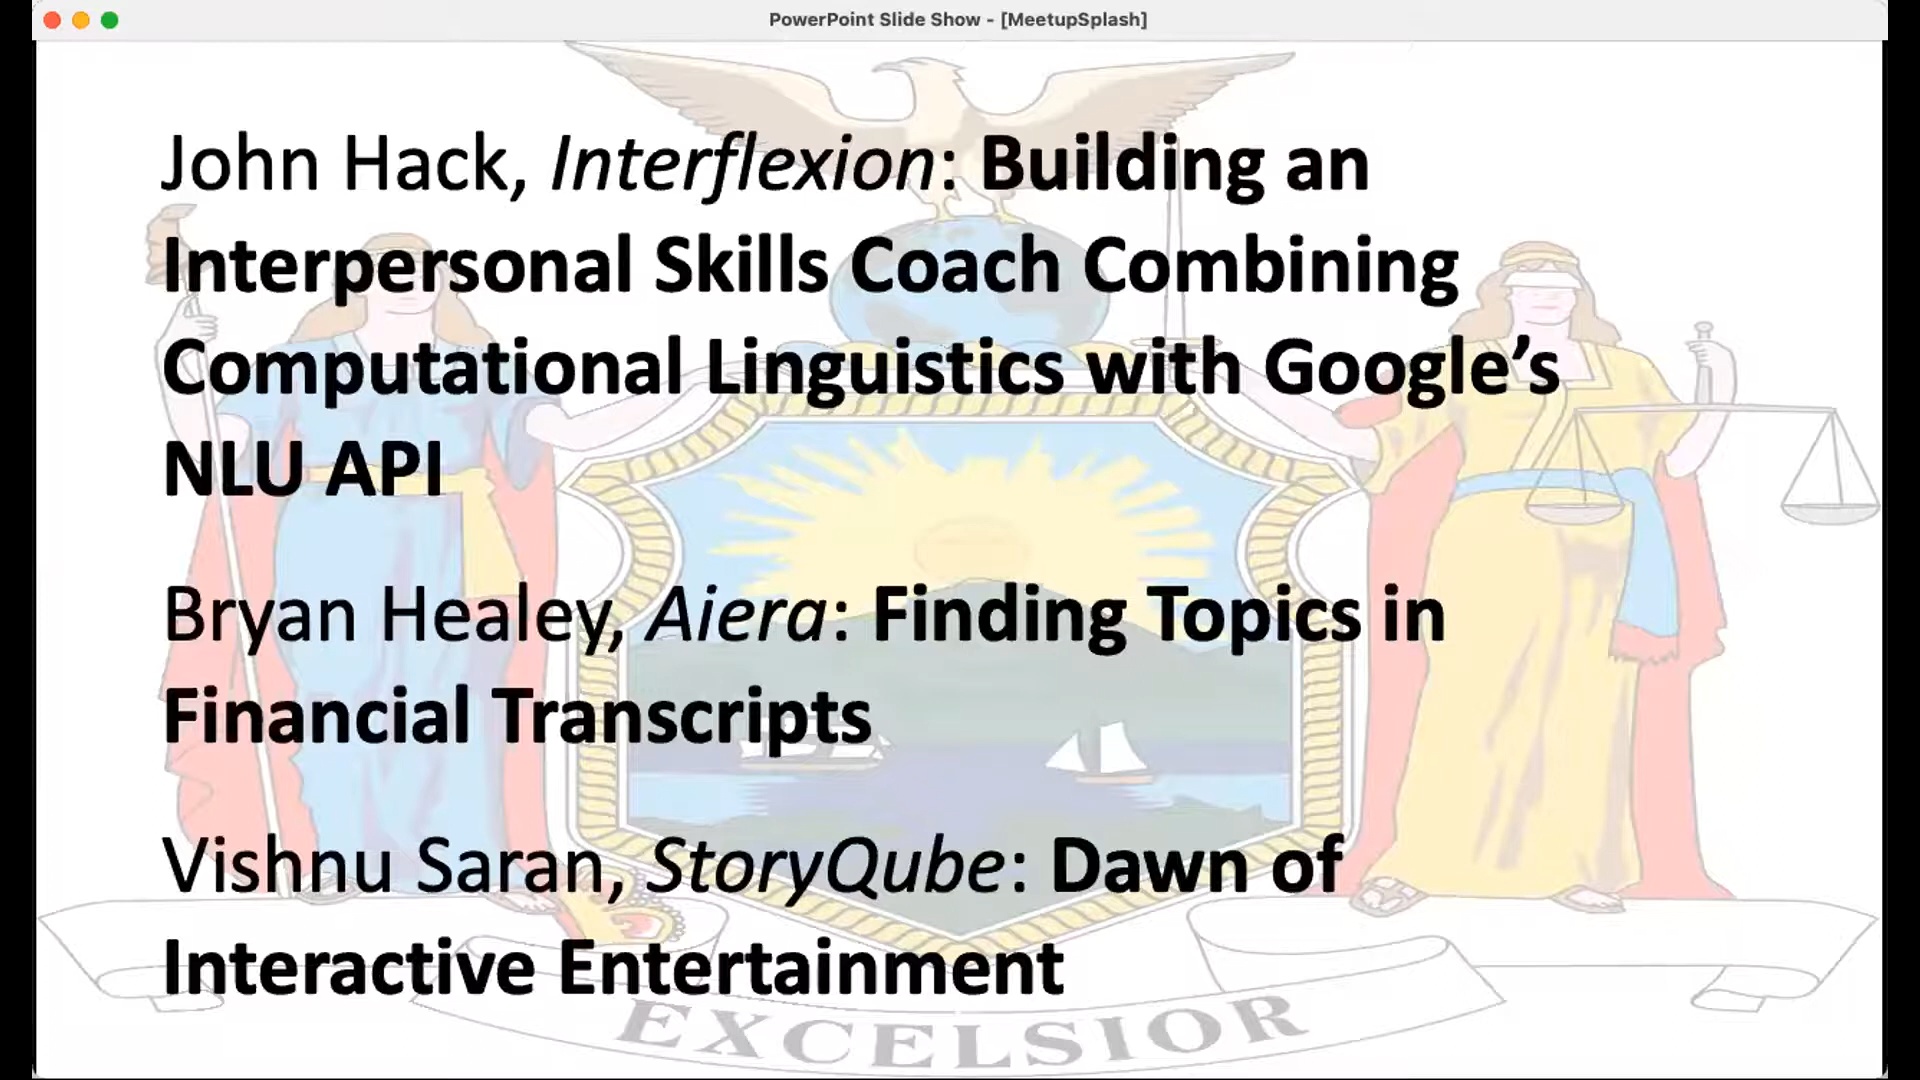 PowerPoint Slide Show - [MeetupSplash]
John Hack, Interflexion: Building an
Interpersonal Skills Coach Combining
Computational Linguistics with Google’s
NLU API
Bryan Healey, Aiera: Finding Topics in
Financial Transcripts
Vishnu Saran, StoryQube: Dawn of
Interactive Entertainment
EXCELSIOR